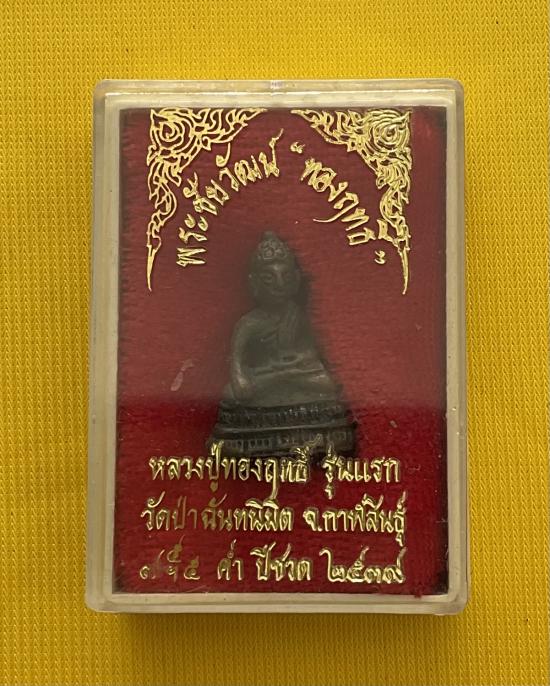 พระชัยวัฒน์ "ทองฤทธิ์"
หลวงปู่ทองฤทธิ์ รุ่นแรก
วัดป่าฉันทนิมิต จ.กาฬสินธุ์
ค่ำ ปีชวด ๒๕๓๙